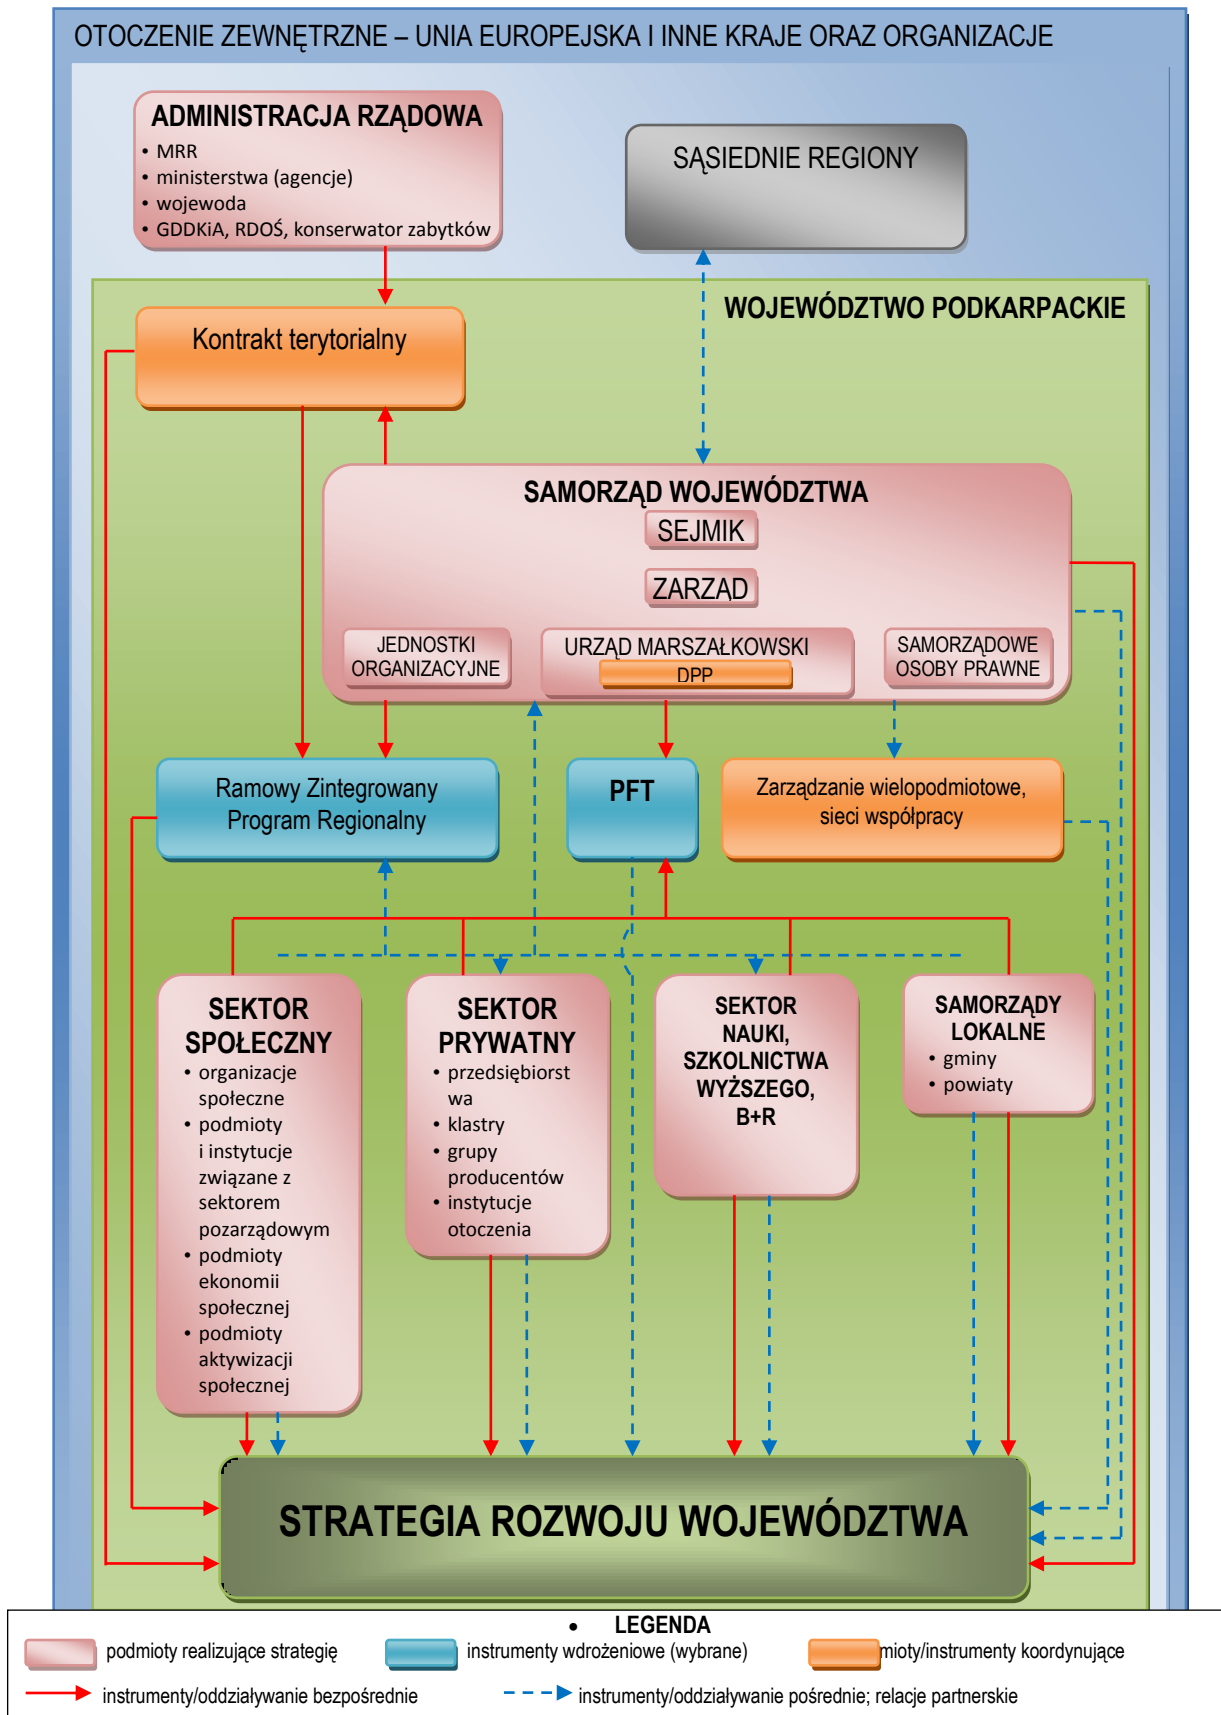 OTOCZENIE ZEWNĘTRZNE – UNIA EUROPEJSKA I INNE KRAJE ORAZ ORGANIZACJE
ADMINISTRACJA RZĄDOWA
• MRR
• ministerstwa (agencje)
• wojewoda
• GDDKiA, RDOŚ, konserwator zabytków
SĄSIEDNIE REGIONY
WOJEWÓDZTWO PODKARPACKIE
Kontrakt terytorialny
SAMORZĄD WOJEWÓDZTWA
SEJMIK
ZARZĄD
JEDNOSTKI
ORGANIZACYJNE
URZĄD MARSZAŁKOWSKI
DPP
SAMORZĄDOWE
OSOBY PRAWNE
Ramowy Zintegrowany
Program Regionalny
PFT
Zarządzanie wielopodmiotowe,
sieci współpracy
SEKTOR
SPOŁECZNY
• organizacje
społeczne
• podmioty
i instytucje
związane z
sektorem
pozarządowym
• podmioty
ekonomii
społecznej
• podmioty
aktywizacji
społecznej
SEKTOR
PRYWATNY
• przedsiębiorst
wa
• klastry
• grupy
producentów
• instytucje
otoczenia
SEKTOR
NAUKI,
SZKOLNICTWA
WYŻSZEGO,
B+R
SAMORZĄDY
LOKALNE
• gminy
• powiaty
STRATEGIA ROZWOJU WOJEWÓDZTWA
• LEGENDA
podmioty realizujące strategię
instrumenty wdrożeniowe (wybrane)
mioty/instrumenty koordynujące
instrumenty/oddziaływanie bezpośrednie
instrumenty/oddziaływanie pośrednie; relacje partnerskie